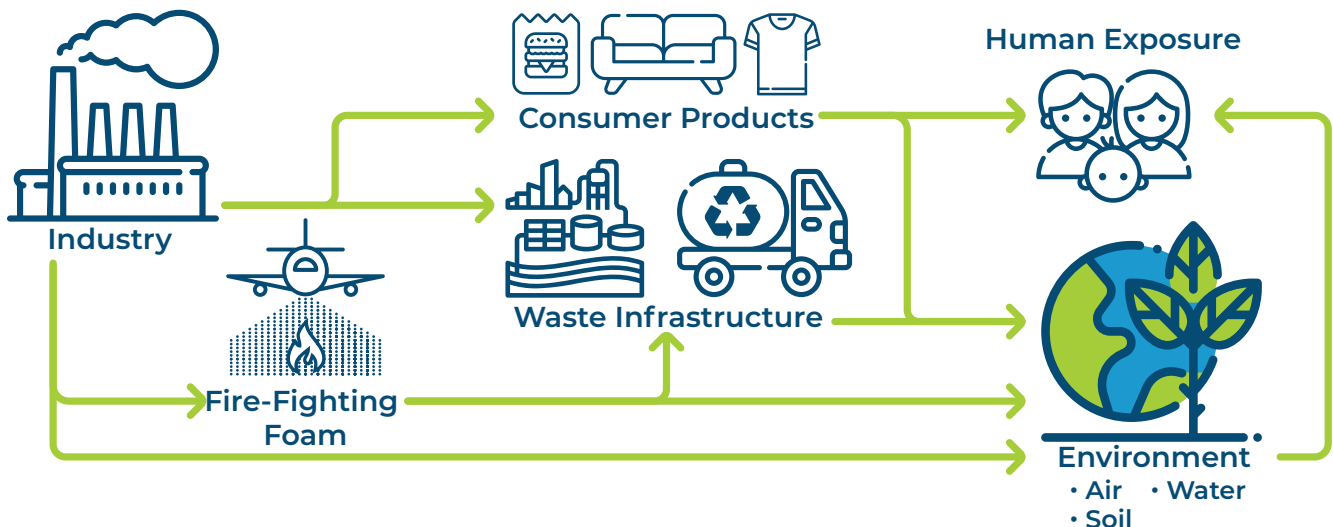 Human Exposure
Consumer Products
Industry
Waste Infrastructure
Fire-Fighting
Foam
Environment
· Air · Water
· Soil